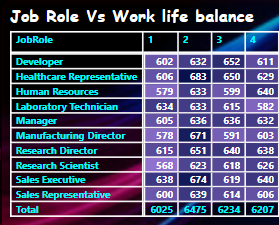 Job Role Vs Work life balance
JobRole 1 2 3 4
Developer 602 632 652 611
Healthcare Representative 606 683 650 629
Human Resources 579 633 599 640
Laboratory Technician 634 633 615 582
Manager 605 636 636 632
Manufacturing Director 578 671 591 603
Research Director 615 651 640 638
Research Scientist 568 623 618 626
Sales Executive 638 674 619 640
Sales Representative 600 639 614 606
Total 6025 6475 6234 6207